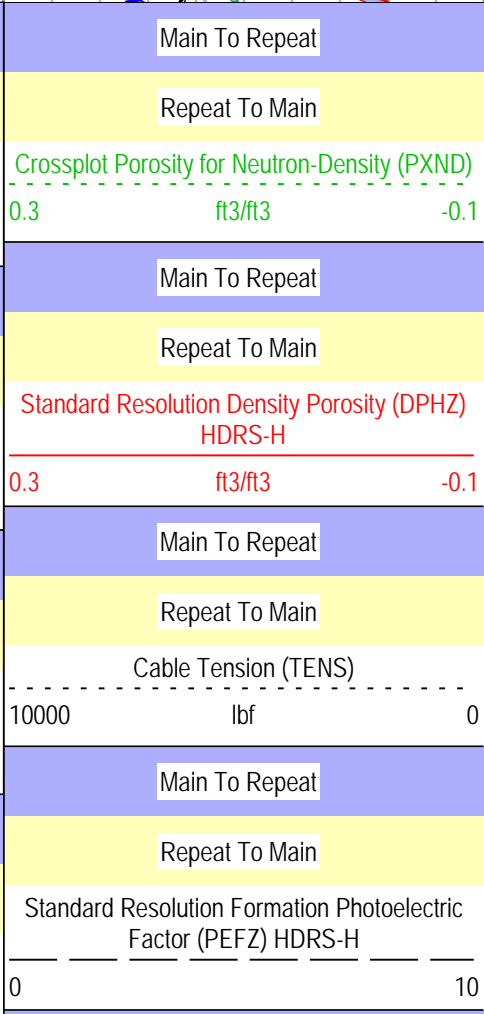 Main To Repeat
Repeat To Main
Crossplot Porosity for Neutron-Density (PXND)
0.3 ft3/ft3 -0.1
Main To Repeat
Repeat To Main
Standard Resolution Density Porosity (DPHZ)
HDRS-H
0.3 ft3/ft3 -0.1
Main To Repeat
Repeat To Main
Cable Tension (TENS)
10000 lbf 0
Main To Repeat
Repeat To Main
Standard Resolution Formation Photoelectric
Factor (PEFZ) HDRS-H
0 10